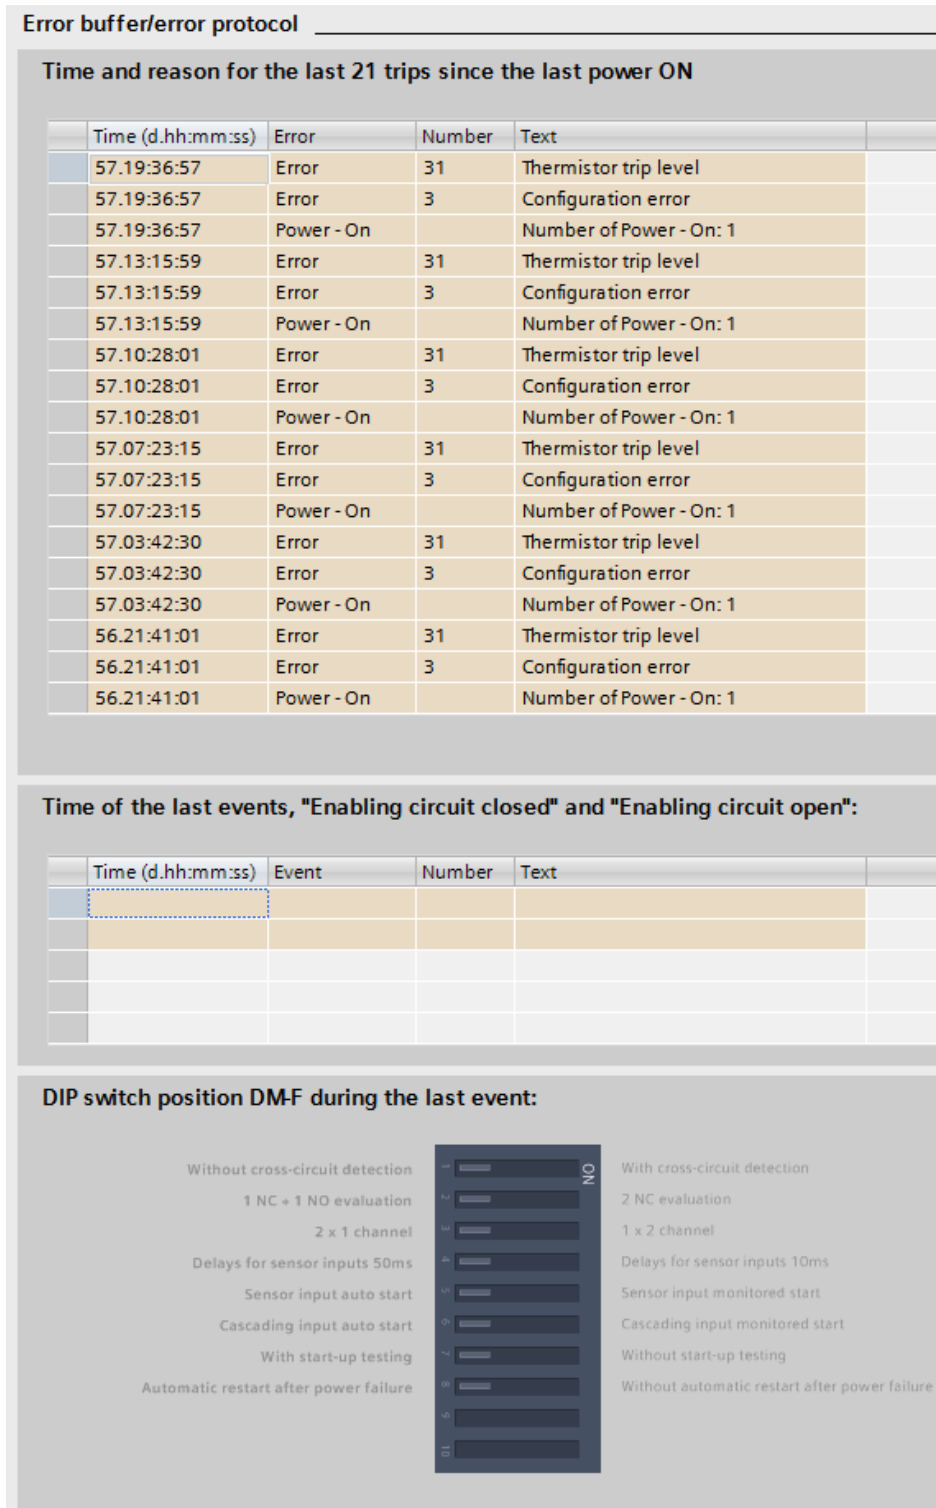 Error buffer/error protocol
Time and reason for the last 21 trips since the last power ON
Time (d.hh:mm:ss) Error Number Text
57.19:36:57 Error 31 Thermistor trip level
57.19:36:57 Error 3 Configuration error
57.19:36:57 Power - On Number of Power - On: 1
57.13:15:59 Error 31 Thermistor trip level
57.13:15:59 Error 3 Configuration error
57.13:15:59 Power - On Number of Power - On: 1
57.10:28:01 Error 31 Thermistor trip level
57.10:28:01 Error 3 Configuration error
57.10:28:01 Power - On Number of Power - On: 1
57.07:23:15 Error 31 Thermistor trip level
57.07:23:15 Error 3 Configuration error
57.07:23:15 Power - On Number of Power - On: 1
57.03:42:30 Error 31 Thermistor trip level
57.03:42:30 Error 3 Configuration error
57.03:42:30 Power - On Number of Power - On: 1
56.21:41:01 Error 31 Thermistor trip level
56.21:41:01 Error 3 Configuration error
56.21:41:01 Power - On Number of Power - On: 1
Time of the last events, "Enabling circuit closed" and "Enabling circuit open":
Time (d.hh:mm:ss) Event Number Text
DIP switch position DM-F during the last event:
Without cross-circuit detection 1 ON With cross-circuit detection
1 NC + 1 NO evaluation 2 2 NC evaluation
2 x 1 channel 3 1 x 2 channel
Delays for sensor inputs 50ms 4 Delays for sensor inputs 10ms
Sensor input auto start 5 Sensor input monitored start
Cascading input auto start 6 Cascading input monitored start
With start-up testing 7 Without start-up testing
Automatic restart after power failure 8 Without automatic restart after power failure
9
10